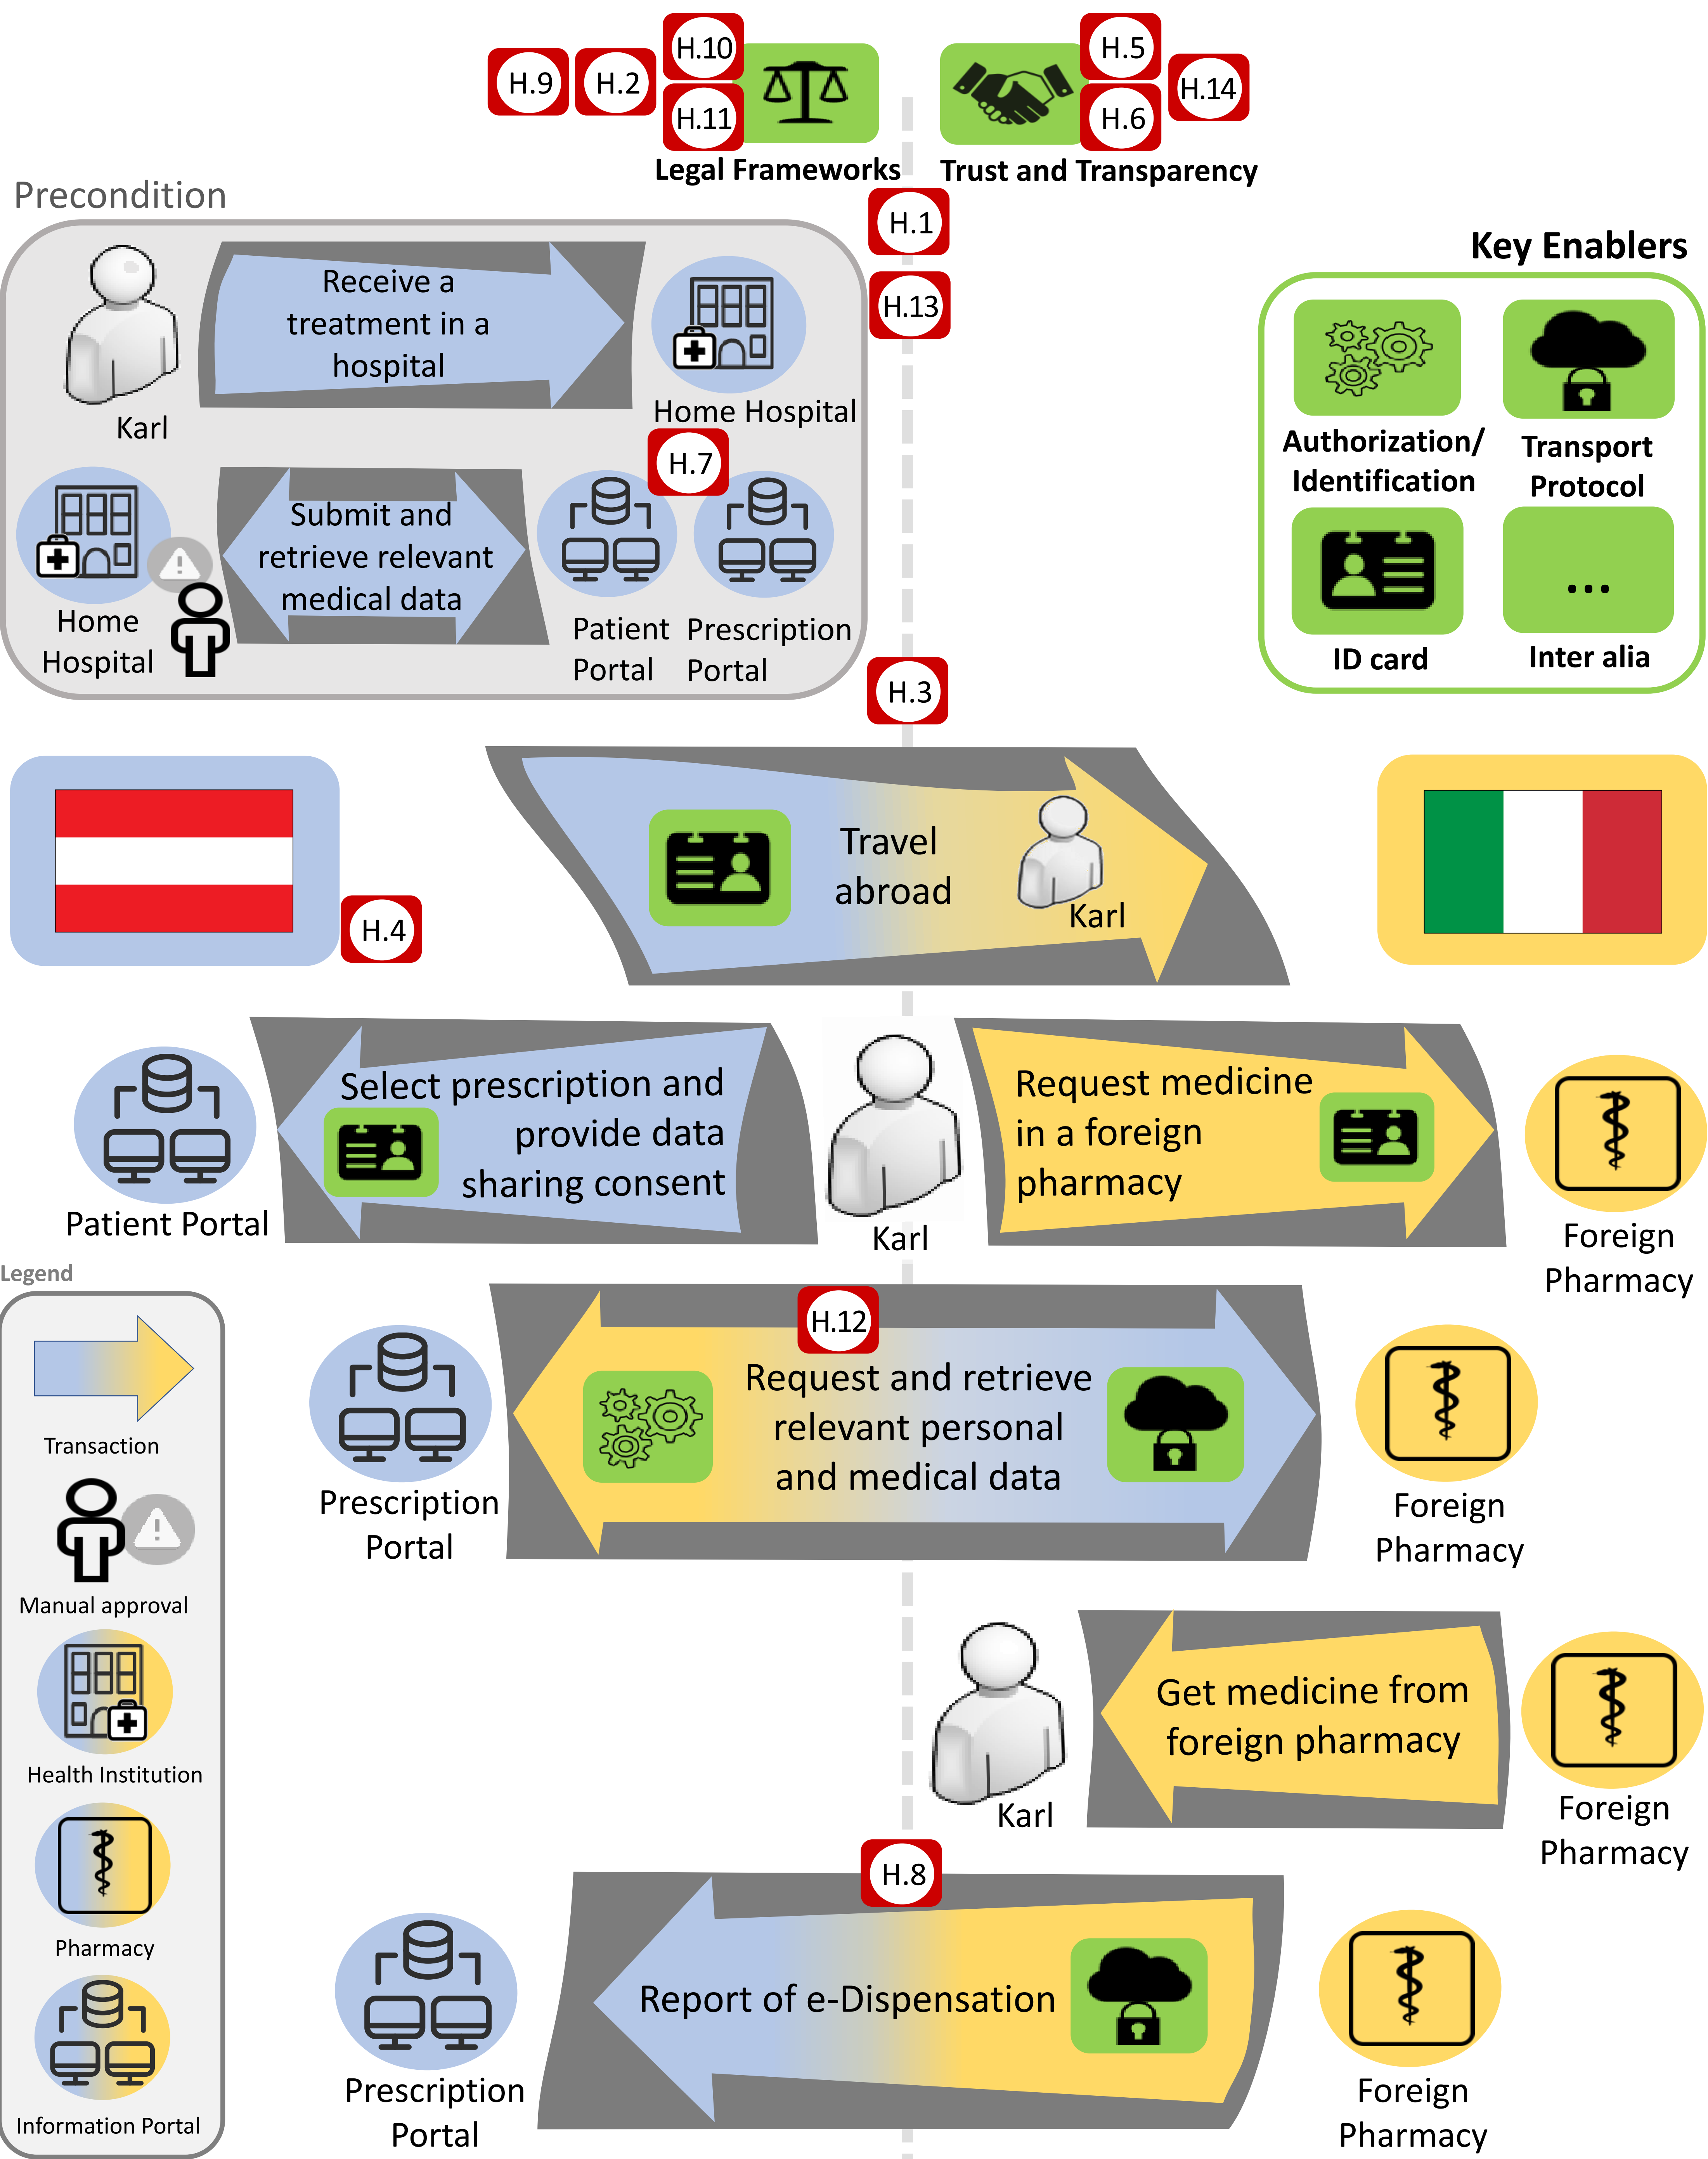 H.10
H.5
H.9
H.2
H.14
H.11
H.6
Legal Frameworks
Trust and Transparency
Precondition
H.1
Key Enablers
Receive a
treatment in a
hospital
H.13
Karl
Home Hospital
Authorization/
Identification
Transport
Protocol
H.7
Submit and
retrieve relevant
medical data
...
Home
Hospital
Patient
Portal
Prescription
Portal
ID card
Inter alia
H.3
Travel
abroad
Karl
H.4
Select prescription and
provide data
sharing consent
Request medicine
in a foreign
pharmacy
Patient Portal
Karl
Foreign
Pharmacy
Legend
H.12
Request and retrieve
relevant personal
and medical data
Transaction
Prescription
Portal
Foreign
Pharmacy
Manual approval
Get medicine from
foreign pharmacy
Health Institution
Karl
Foreign
Pharmacy
H.8
Pharmacy
Report of e-Dispensation
Prescription
Portal
Foreign
Pharmacy
Information Portal